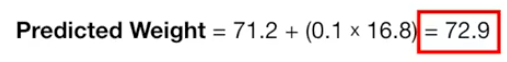 Predicted Weight = 71.2 + (0.1 x 16.8) = 72.9